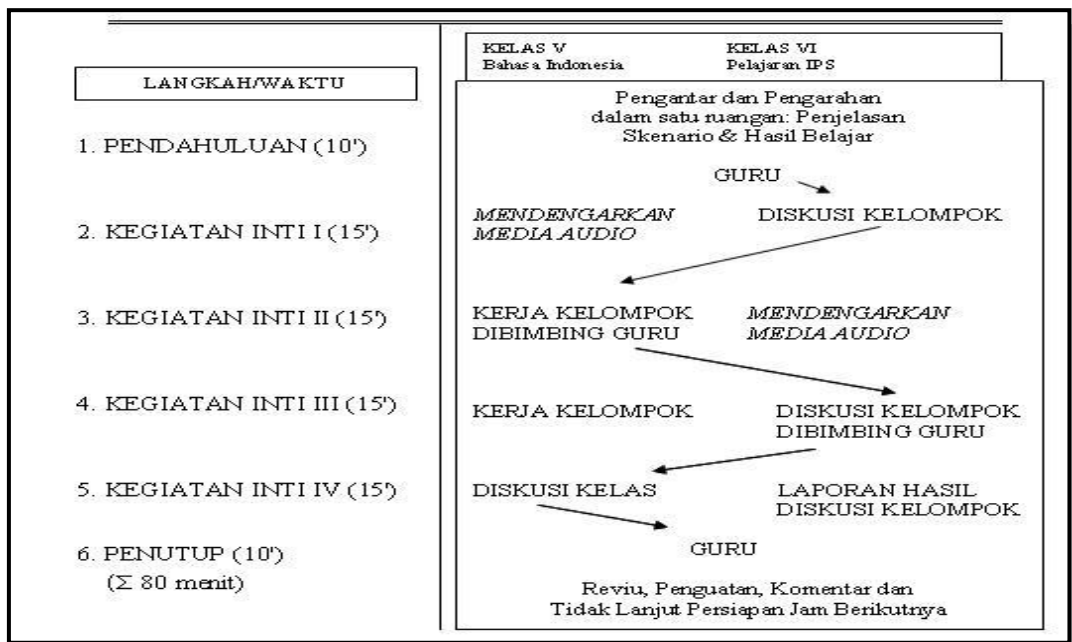 KELAS V KELAS VI
Bahasa Indonesia Pelajaran IPS
LANGKAH/WAKTU
Pengantar dan Pengarahan
dalam satu ruangan: Penjelasan
Skenario & Hasil Belajar
1. PENDAHULUAN (10')
GURU
2. KEGIATAN INTI I (15')
MENDENGARKAN
MEDIA AUDIO
DISKUSI KELOMPOK
3. KEGIATAN INTI II (15')
KERJA KELOMPOK
DIBIMBING GURU
MENDENGARKAN
MEDIA AUDIO
4. KEGIATAN INTI III (15')
KERJA KELOMPOK
DISKUSI KELOMPOK
DIBIMBING GURU
5. KEGIATAN INTI IV (15')
DISKUSI KELAS
LAPORAN HASIL
DISKUSI KELOMPOK
6. PENUTUP (10')
(Σ 80 menit)
GURU
Reviu, Penguatan, Komentar dan
Tidak Lanjut Persiapan Jam Berikutnya